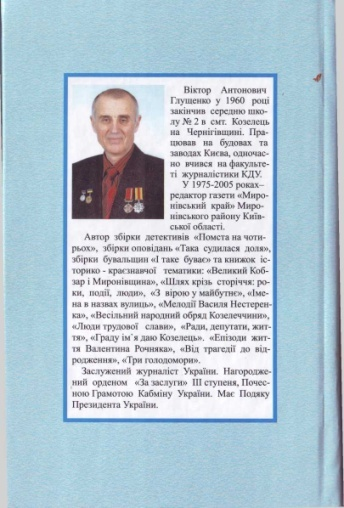 Віктор Антонович
Глущенко у 1960 році
закінчив середню шко-
лу № 2 в смт. Козелець
на Чернігівщині. Пра-
цював на будовах та
заводах Києва, одночас-
но вчився на факульте-
ті журналістики КДУ.
У 1975-2005 роках–
редактор газети «Миро-
нівський край» Миро-
нівського району Київ-
ської області.
Автор збірки детективів «Помста на чоти-
рьох», збірки оповідань «Така судилася доля»,
збірки бувальщин «І таке буває» та книжок іс-
торико - краєзнавчої тематики: «Великий Коб-
зар і Миронівщина», «Шлях крізь сторіччя: ро-
ки, події, люди», «З вірою у майбутнє», «Іме-
на в назвах вулиць», «Мелодії Василя Нестерен-
ка», «Весільний народний обряд Козелеччини»,
«Люди трудової слави», «Ради, депутати, жит-
тя», «Граду ім´я даю Козелець». «Епізоди жит-
тя Валентина Рочняка», «Від трагедії до від-
родження», «Три голодомори».
Заслужений журналіст України. Нагородже-
ний орденом «За заслуги» ІІІ ступеня, Почес-
ною Грамотою Кабміну України. Має Подяку
Президента України.